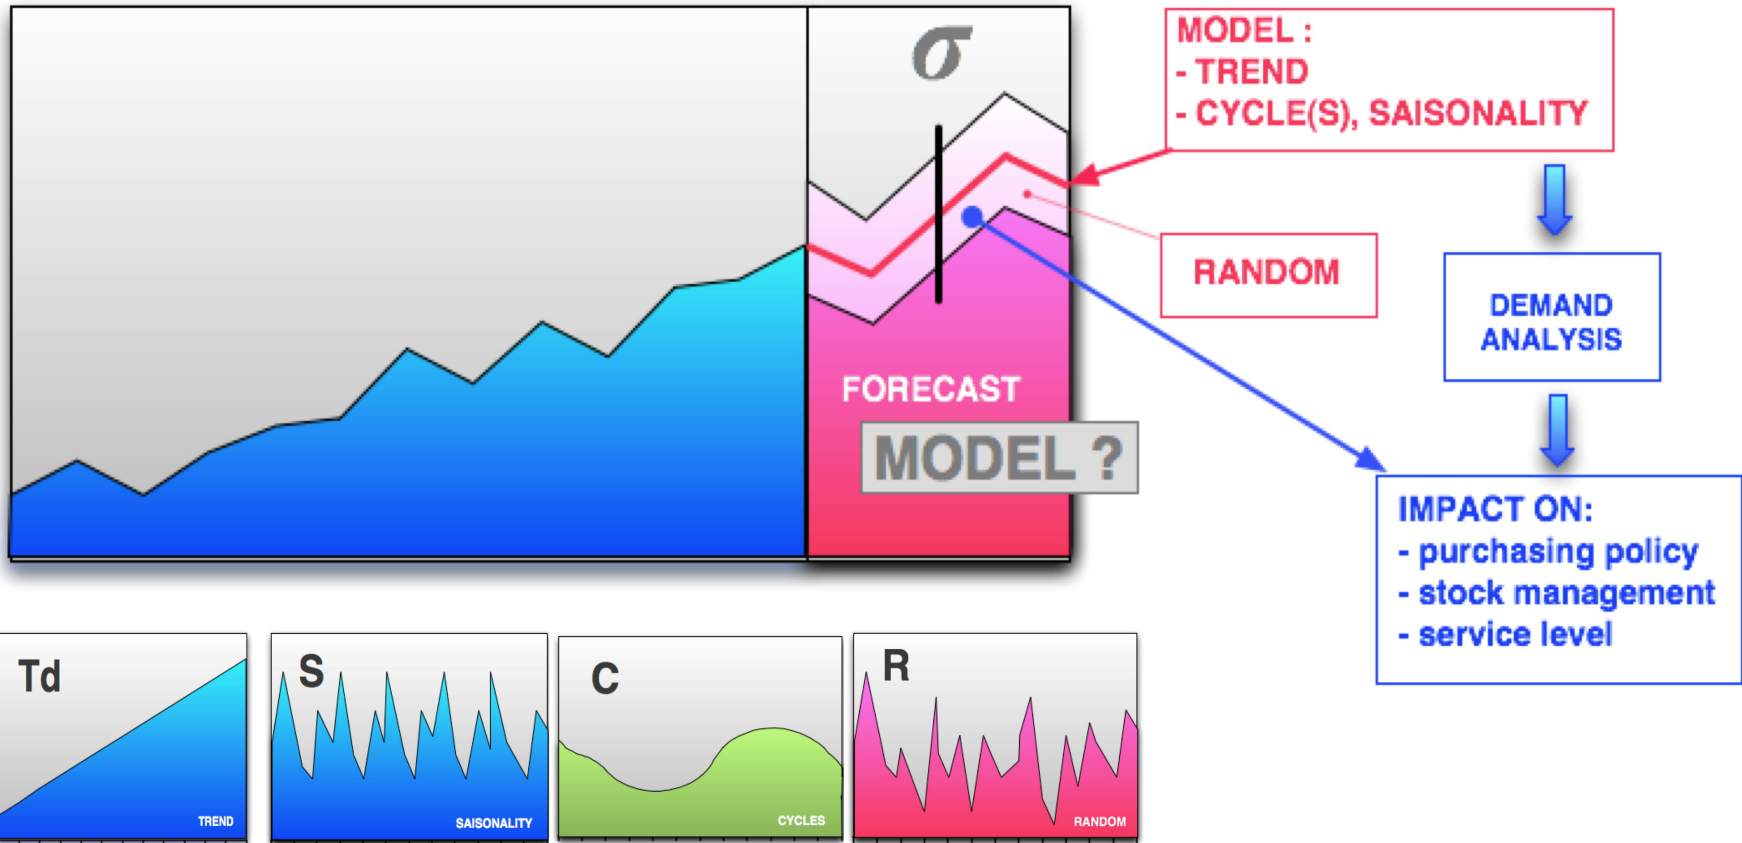 σ
MODEL :
- TREND
- CYCLE(S), SAISONALITY
RANDOM
DEMAND
ANALYSIS
FORECAST
MODEL ?
IMPACT ON:
- purchasing policy
- stock management
- service level
Td
TREND
S
SAISONALITY
C
CYCLES
R
RANDOM